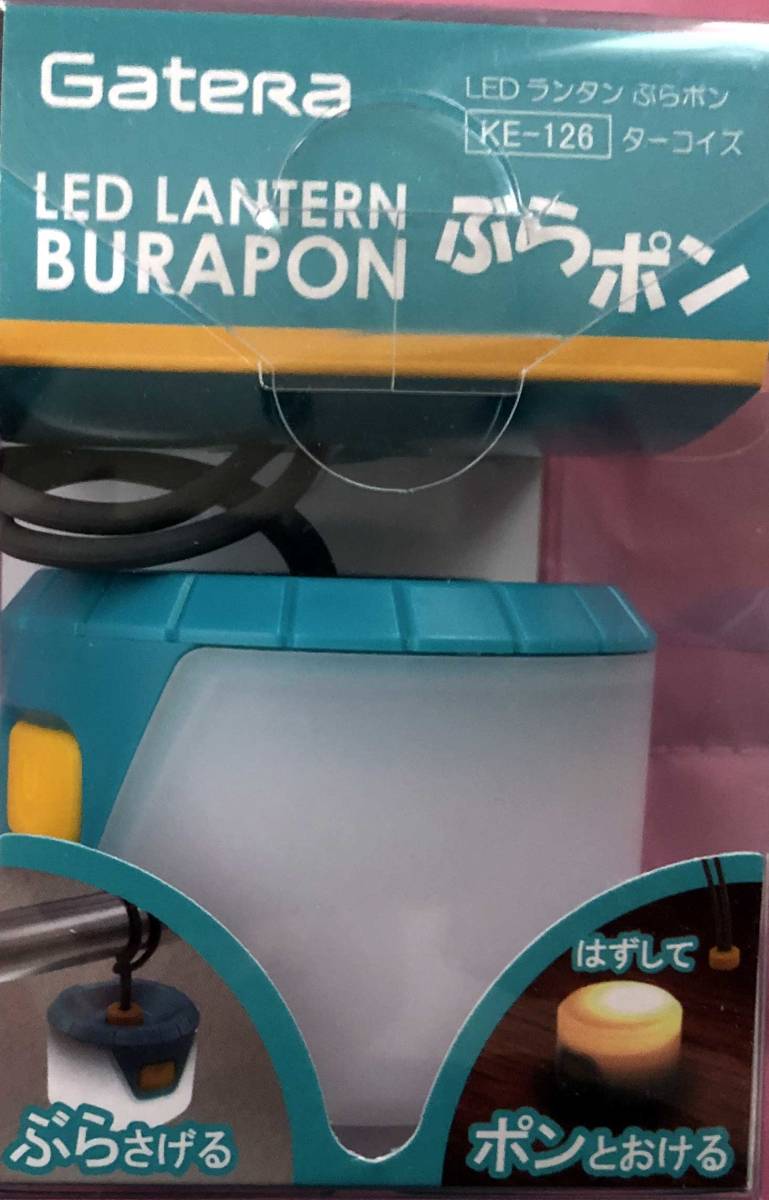 Gatera
LED ランタン ぶらポン
KE-126 ターコイズ
LED LANTERN
BURAPON
ぶらポン
はずして
ぶらさげる
ポンとおける